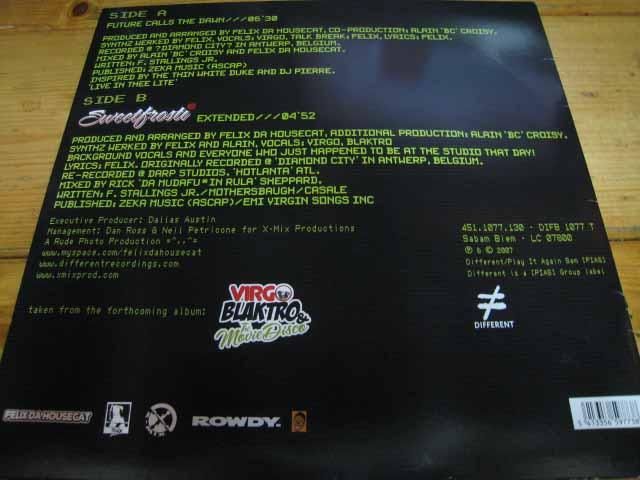 SIDE A
FUTURE CALLS THE DAWN///06'30
PRODUCED AND ARRANGED BY FELIX DA HOUSECAT, CO-PRODUCTION: ALAIN 'BC' CROISY.
SYNTHZ WERKED BY FELIX, VOCALS: VIRGO, TALK BREAK: FELIX, LYRICS: FELIX.
RECORDED @ ?DIAMOND CITY? IN ANTWERP, BELGIUM.
MIXED BY ALAIN 'BC' CROISY AND FELIX DA HOUSECAT.
WRITTEN: F. STALLINGS JR.
PUBLISHED: ZEKA MUSIC (ASCAP)
INSPIRED BY THE THIN WHITE DUKE AND DJ PIERRE.
'LIVE IN THEE LITE'
SIDE B
Sweetfrosti EXTENDED///04'52
PRODUCED AND ARRANGED BY FELIX DA HOUSECAT, ADDITIONAL PRODUCTION: ALAIN 'BC' CROISY.
SYNTHZ WERKED BY FELIX AND ALAIN, VOCALS: VIRGO, BLAKTRO
BACKGROUND VOCALS AND EVERYONE WHO JUST HAPPENED TO BE AT THE STUDIO THAT DAY!
LYRICS: FELIX. ORIGINALLY RECORDED @ 'DIAMOND CITY' IN ANTWERP, BELGIUM.
RE-RECORDED @ DARP STUDIOS. 'HOTLANTA' ATL.
MIXED BY RICK 'DA MUDAFU* IN RULA' SHEPPARD.
WRITTEN: F. STALLINGS JR./MOTHERSBAUGH/CASALE
PUBLISHED: ZEKA MUSIC (ASCAP)/EMI VIRGIN SONGS INC
Executive Producer: Dallas Austin
Management: Dan Ross & Neil Petricone for X-Mix Productions
A Rude Photo Production =^..^=
www.myspace.com/felixdahousecat
www.differentrecordings.com
www.xmixprod.com
451.1077.130 - DIFB 1077 T
Sabam Biem - LC 07800
℗ & © 2007
Different/Play It Again Sam [PIAS]
Different is a [PIAS] Group label
≠
DIFFERENT
taken from the forthcoming album:
VIRGO
BLAKTRO &
The Movie Disco
FELIX DA HOUSECAT
ROWDY.